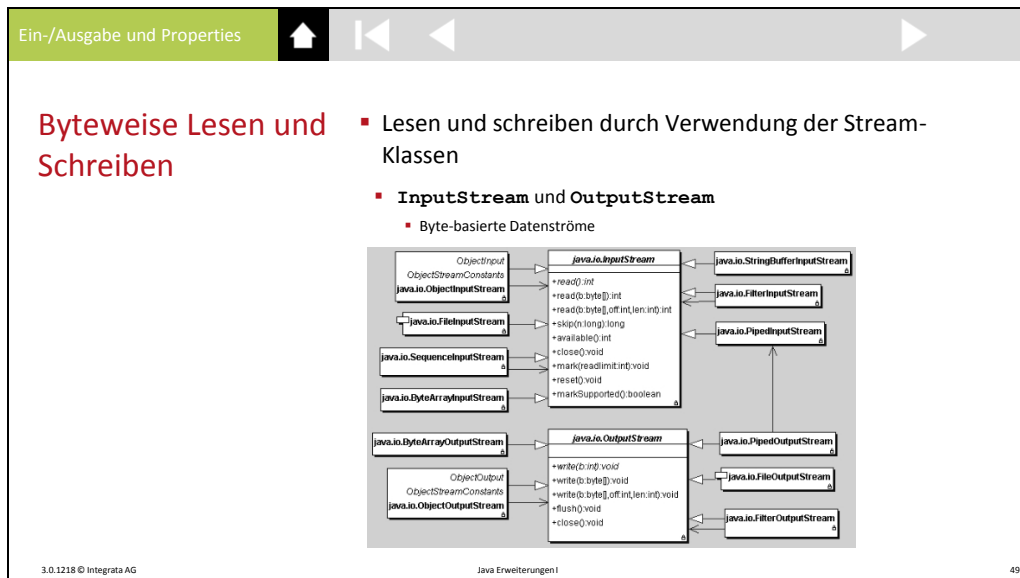 Ein-/Ausgabe und Properties
Byteweise Lesen und
Schreiben
▪ Lesen und schreiben durch Verwendung der Stream-
Klassen
▪ InputStream und OutputStream
▪ Byte-basierte Datenströme
ObjectInput
ObjectStreamConstants
java.io.ObjectInputStream
java.io.FileInputStream
java.io.SequenceInputStream
java.io.ByteArrayInputStream
java.io.InputStream
+read():int
+read(b:byte[]):int
+read(b:byte[],off:int,len:int):int
+skip(n:long):long
+available():int
+close():void
+mark(readlimit:int):void
+reset():void
+markSupported():boolean
java.io.StringBufferInputStream
java.io.FilterInputStream
java.io.PipedInputStream
java.io.ByteArrayOutputStream
ObjectOutput
ObjectStreamConstants
java.io.ObjectOutputStream
java.io.OutputStream
+write(b:int):void
+write(b:byte[]):void
+write(b:byte[],off:int,len:int):void
+flush():void
+close():void
java.io.PipedOutputStream
java.io.FileOutputStream
java.io.FilterOutputStream
3.0.1218 © Integrata AG
Java Erweiterungen I
49